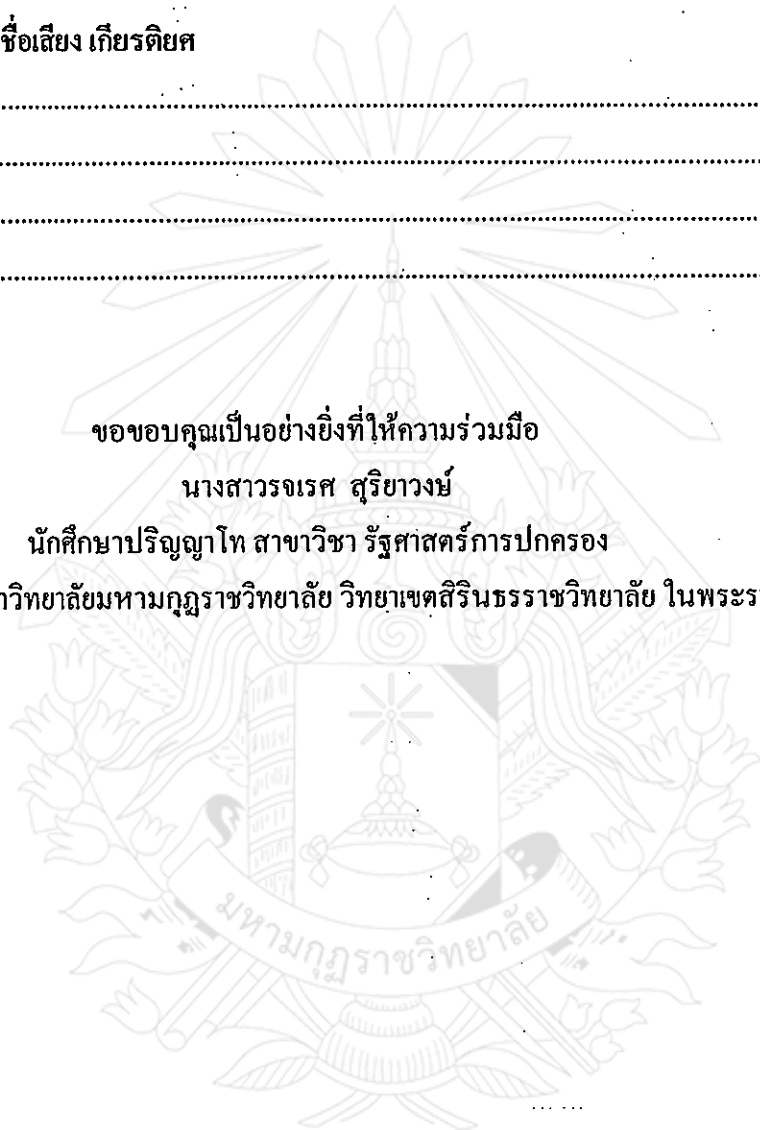 ชื่อเสียง เกียรติยศ
ขอขอบคุณเป็นอย่างยิ่งที่ให้ความร่วมมือ
นางสาวรจเรศ สุริยาวงษ์
นักศึกษาปริญญาโท สาขาวิชา รัฐศาสตร์การปกครอง
าวิทยาลัยมหามกุฏราชวิทยาลัย วิทยาเขตสิรินธรราชวิทยาลัย ในพระรา
มหามกุฏราชวิทยาลัย